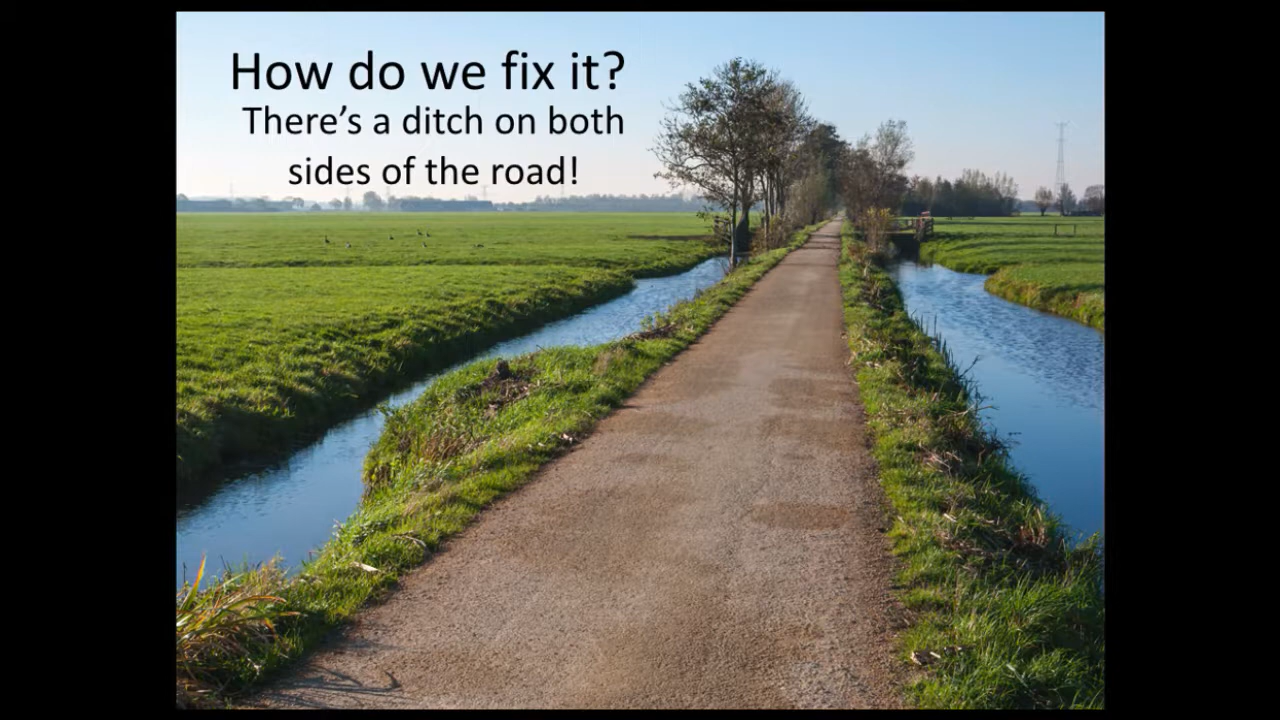 How do we fix it?
There’s a ditch on both
sides of the road!